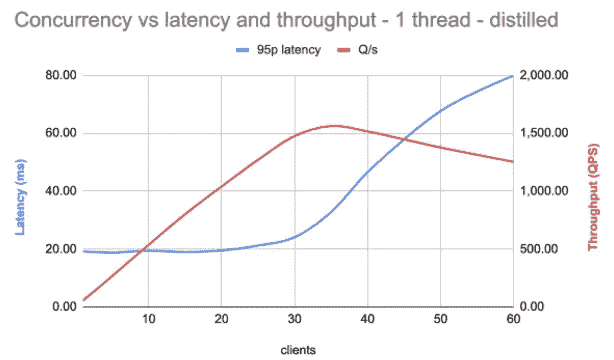 Concurrency vs latency and throughput - 1 thread - distilled
95p latency
Q/s
80.00
60.00
40.00
20.00
0.00
Latency (ms)
2,000.00
1,500.00
1,000.00
500.00
0.00
Throughput (QPS)
10
20
30
40
50
60
clients